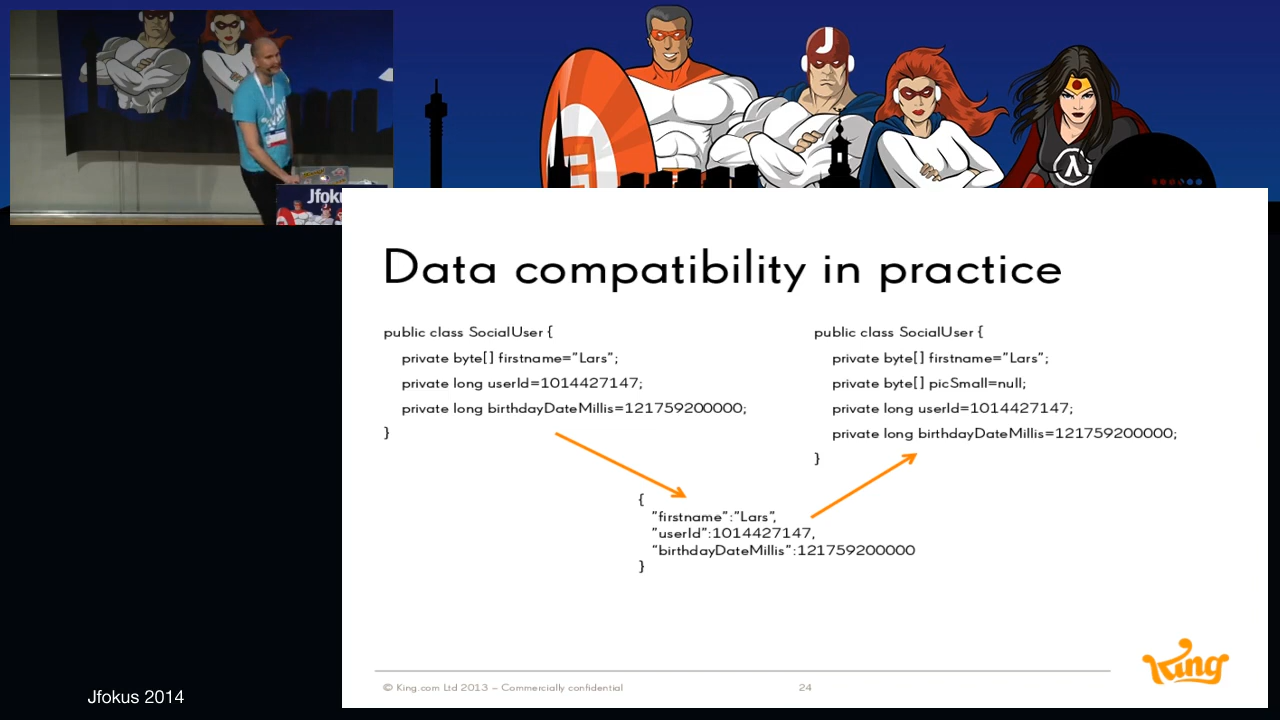 Jfok
J
Data compatibility in practice
public class SocialUser {
private byte[] firstname="Lars";
private long userId=1014427147;
private long birthdayDateMillis=121759200000;
}
public class SocialUser {
private byte[] firstname="Lars";
private byte[] picSmall=null;
private long userId=1014427147;
private long birthdayDateMillis=121759200000;
}
{
"firstname":"Lars",
"userId":1014427147,
"birthdayDateMillis":121759200000
}
© King.com Ltd 2013 – Commercially confidential
24
King
Jfokus 2014